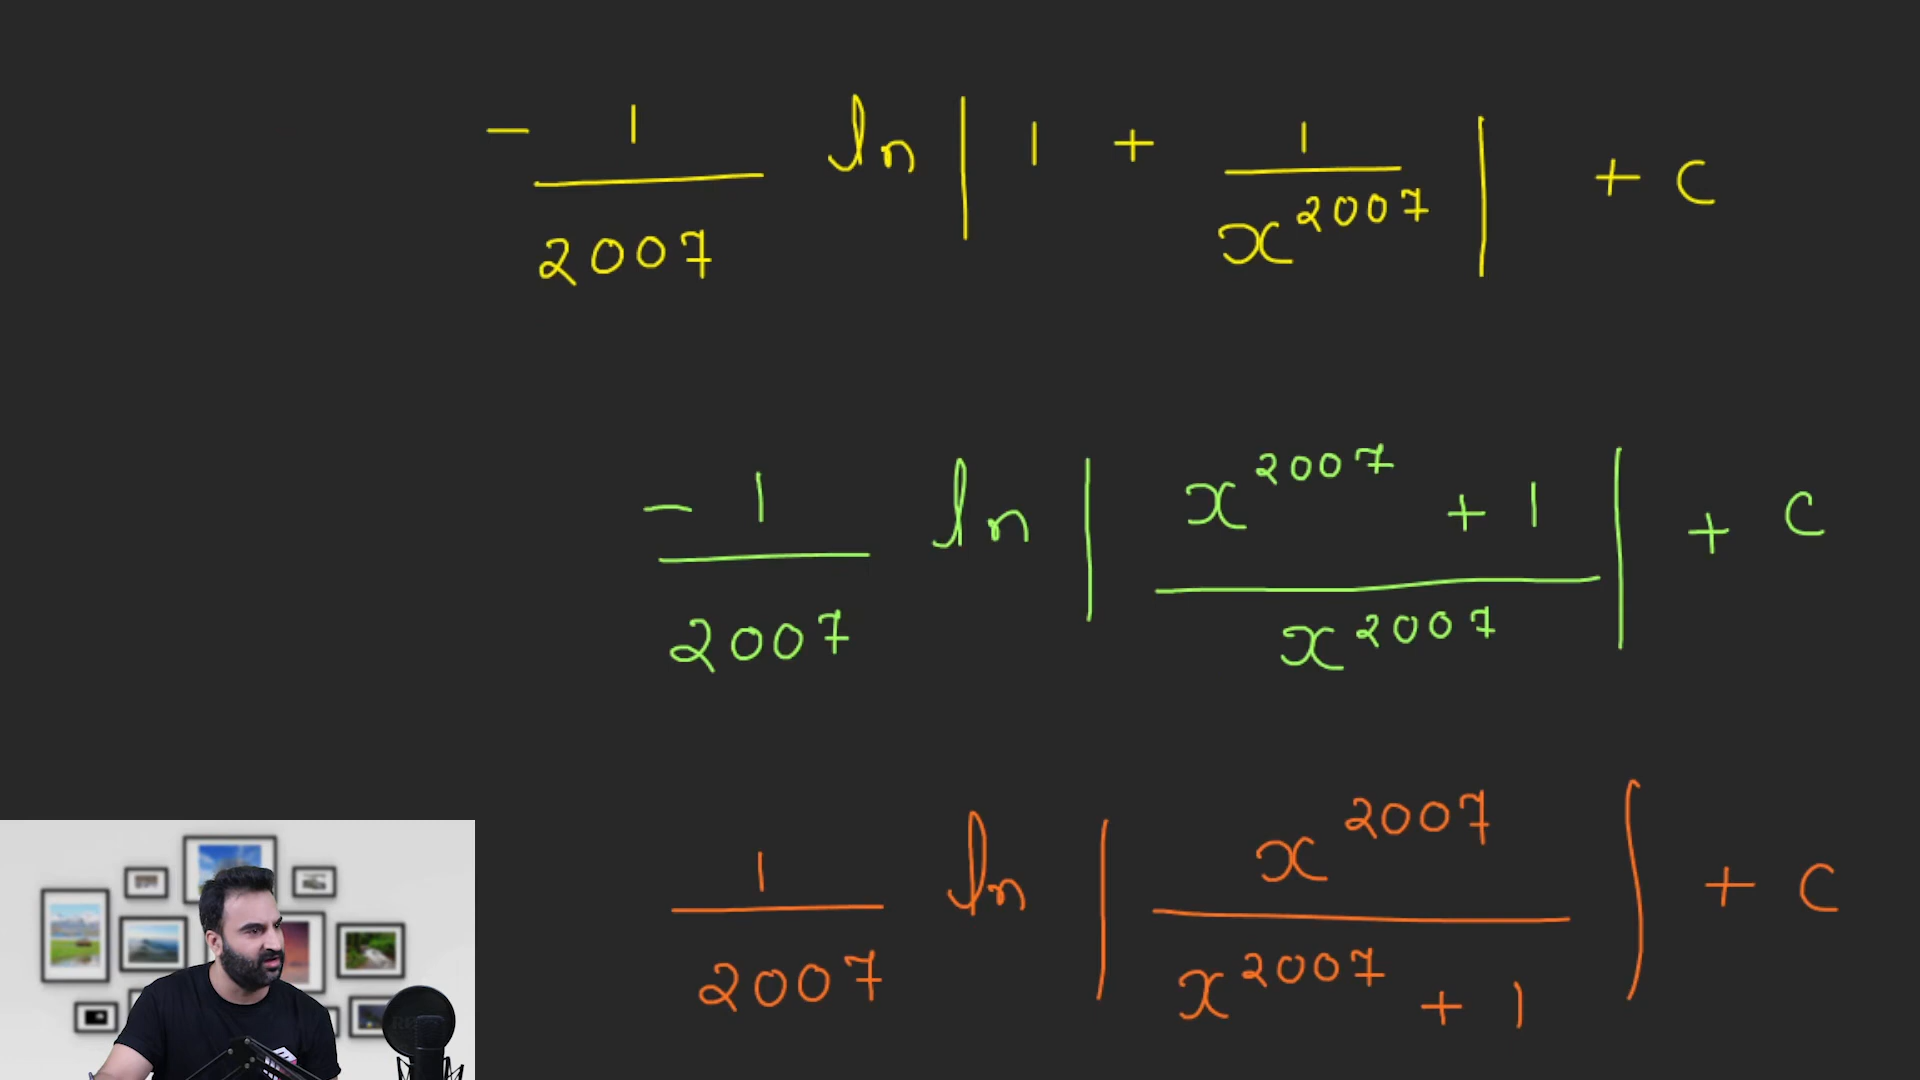 - 1/2007 ln | 1 + 1/x^2007 | + c
- 1/2007 ln | (x^2007 + 1)/x^2007 | + c
1/2007 ln | x^2007/(x^2007 + 1) | + c